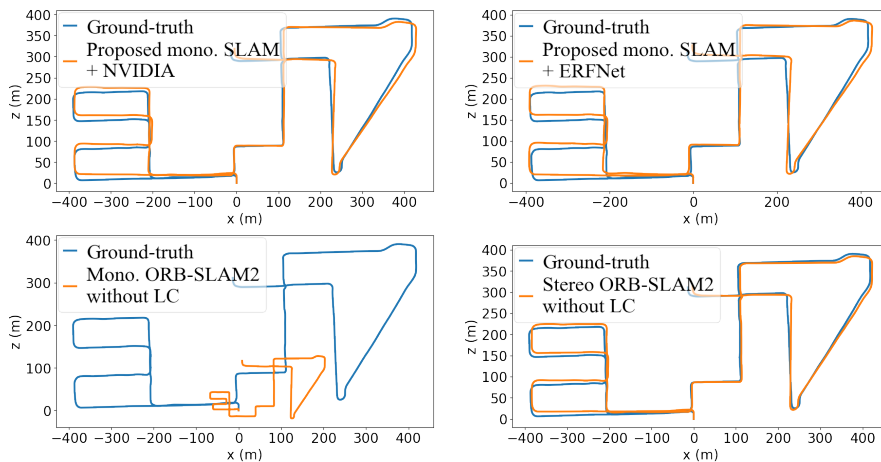 400
350
300
250
200
150
100
50
0
z (m)
Ground-truth
Proposed mono. SLAM
+ NVIDIA
−400 −300 −200 −100 0 100 200 300 400
x (m)
400
350
300
250
200
150
100
50
0
z (m)
Ground-truth
Proposed mono. SLAM
+ ERFNet
−400 −200 0 200 400
x (m)
400
300
200
100
0
z (m)
Ground-truth
Mono. ORB-SLAM2
without LC
−400 −300 −200 −100 0 100 200 300 400
x (m)
400
350
300
250
200
150
100
50
0
z (m)
Ground-truth
Stereo ORB-SLAM2
without LC
−400 −300 −200 −100 0 100 200 300 400
x (m)